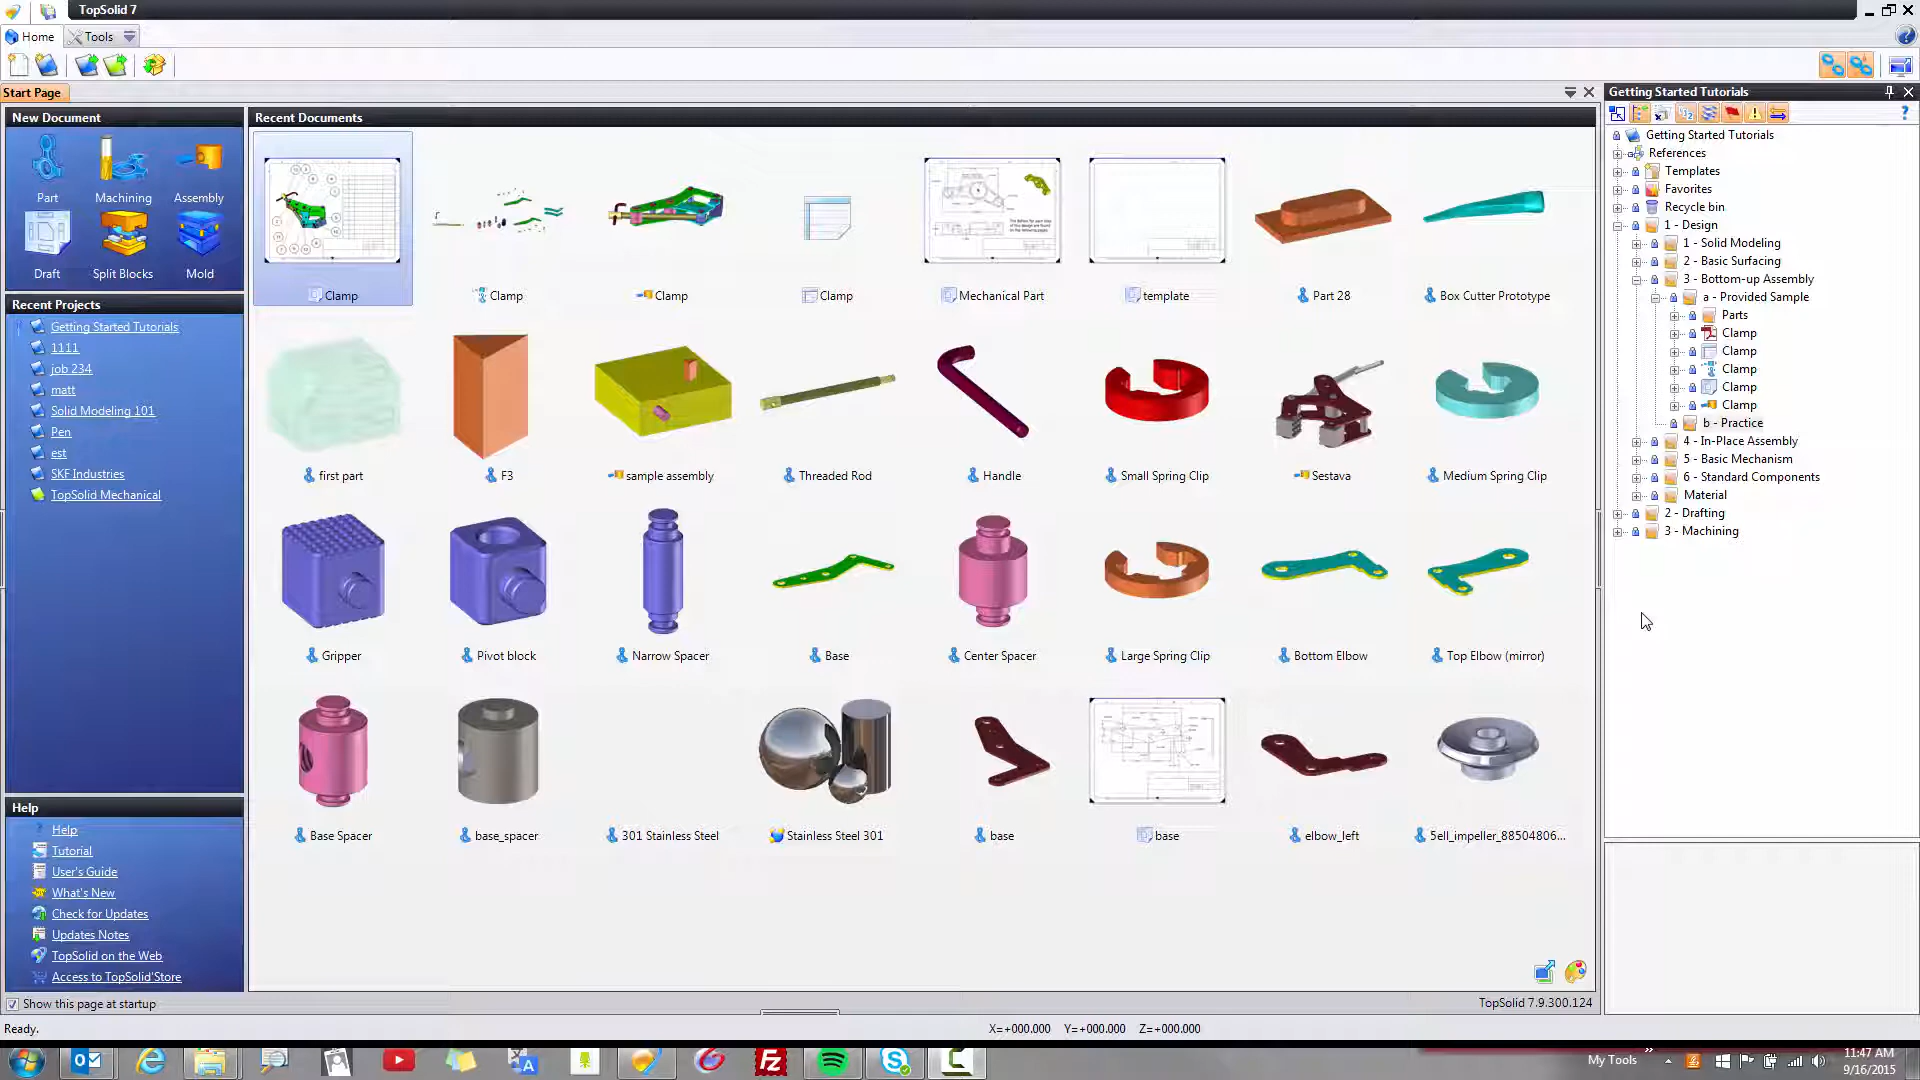 TopSolid 7
Home
Tools
Start Page
New Document
Part
Machining
Assembly
Draft
Split Blocks
Mold
Recent Projects
Getting Started Tutorials
1111
job 234
matt
Solid Modeling 101
Pen
est
SKF Industries
TopSolid Mechanical
Help
Help
Tutorial
User's Guide
What's New
Check for Updates
Updates Notes
TopSolid on the Web
Access to TopSolid'Store
Show this page at startup
Recent Documents
Clamp
Clamp
Clamp
Clamp
Mechanical Part
template
Part 28
Box Cutter Prototype
first part
F3
sample assembly
Threaded Rod
Handle
Small Spring Clip
Sestava
Medium Spring Clip
Gripper
Pivot block
Narrow Spacer
Base
Center Spacer
Large Spring Clip
Bottom Elbow
Top Elbow (mirror)
Base Spacer
base_spacer
301 Stainless Steel
Stainless Steel 301
base
base
elbow_left
5ell_impeller_88504806...
TopSolid 7.9.300.124
Getting Started Tutorials
Getting Started Tutorials
References
Templates
Favorites
Recycle bin
1 - Design
1 - Solid Modeling
2 - Basic Surfacing
3 - Bottom-up Assembly
a - Provided Sample
Parts
Clamp
Clamp
Clamp
Clamp
Clamp
b - Practice
4 - In-Place Assembly
5 - Basic Mechanism
6 - Standard Components
Material
2 - Drafting
3 - Machining
Ready.
X=+000.000 Y=+000.000 Z=+000.000
My Tools
11:47 AM
9/16/2015